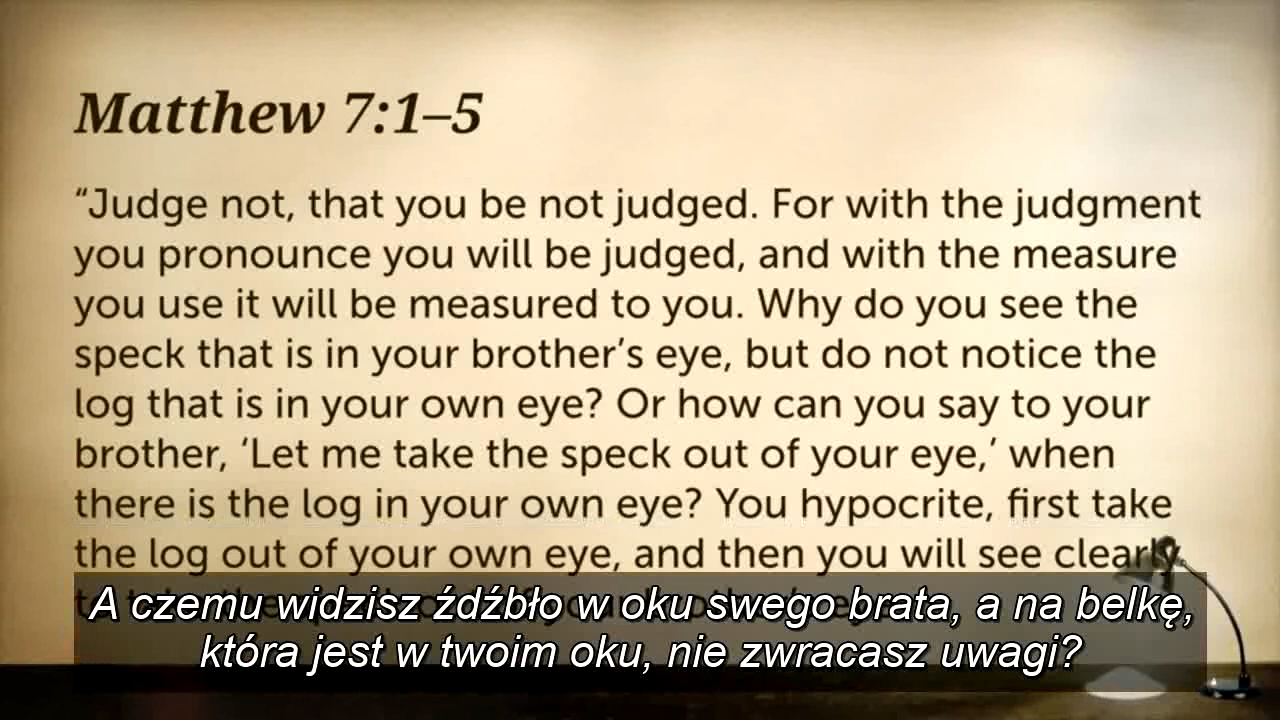 Matthew 7:1–5
“Judge not, that you be not judged. For with the judgment
you pronounce you will be judged, and with the measure
you use it will be measured to you. Why do you see the
speck that is in your brother’s eye, but do not notice the
log that is in your own eye? Or how can you say to your
brother, ‘Let me take the speck out of your eye,’ when
there is the log in your own eye? You hypocrite, first take
the log out of your own eye, and then you will see clearly
A czemu widzisz źdźbło w oku swego brata, a na belkę,
która jest w twoim oku, nie zwracasz uwagi?